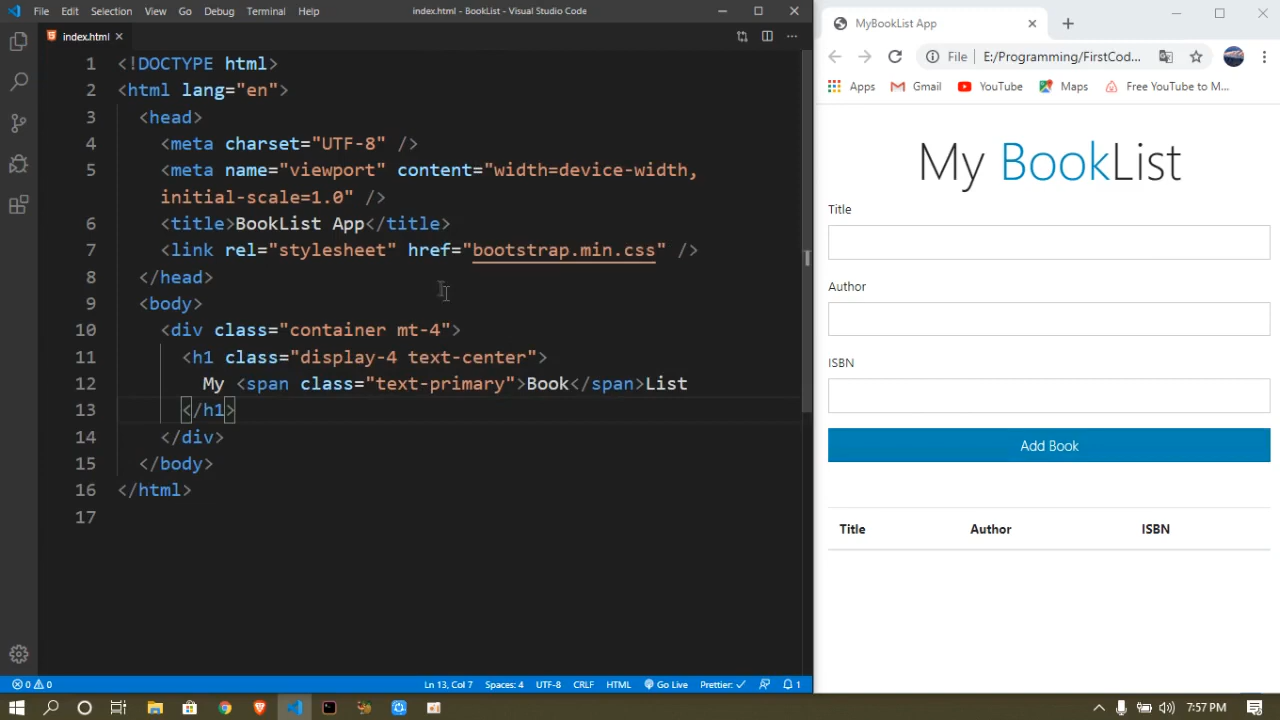 File Edit Selection View Go Debug Terminal Help index.html - BookList - Visual Studio Code
index.html
1 <!DOCTYPE html>
2 <html lang="en">
3 <head>
4 <meta charset="UTF-8" />
5 <meta name="viewport" content="width=device-width,
initial-scale=1.0" />
6 <title>BookList App</title>
7 <link rel="stylesheet" href="bootstrap.min.css" />
8 </head>
9 <body>
10 <div class="container mt-4">
11 <h1 class="display-4 text-center">
12 My <span class="text-primary">Book</span>List
13 </h1>
14 </div>
15 </body>
16 </html>
17
0 0 Ln 13, Col 7 Spaces: 4 UTF-8 CRLF HTML Go Live Prettier: ✓ 1
MyBookList App
File E:/Programming/FirstCod...
Apps Gmail YouTube Maps Free YouTube to M...
My BookList
Title
Author
ISBN
Add Book
Title Author ISBN
7:57 PM